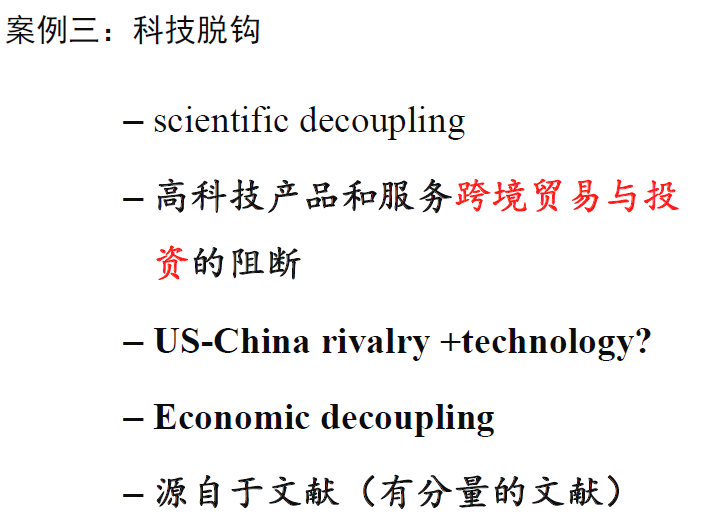 案例三：科技脱钩
– scientific decoupling
– 高科技产品和服务跨境贸易与投
资的阻断
– US-China rivalry +technology?
– Economic decoupling
– 源自于文献（有分量的文献）